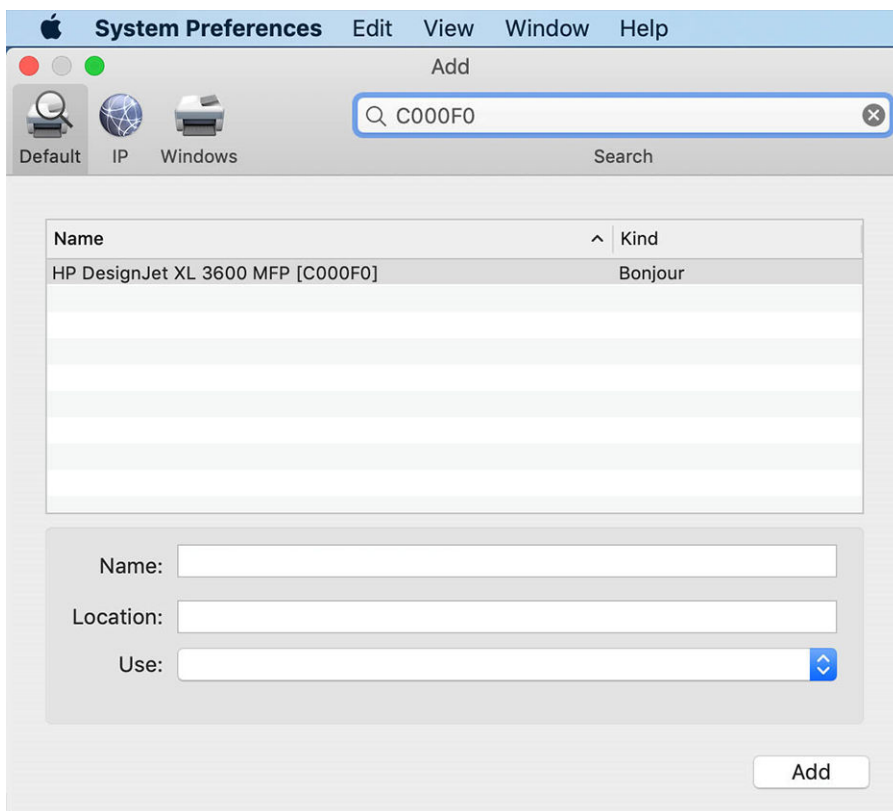 System Preferences Edit View Window Help
Add
C000F0
Default IP Windows Search
Name Kind
HP DesignJet XL 3600 MFP [C000F0] Bonjour
Name:
Location:
Use:
Add